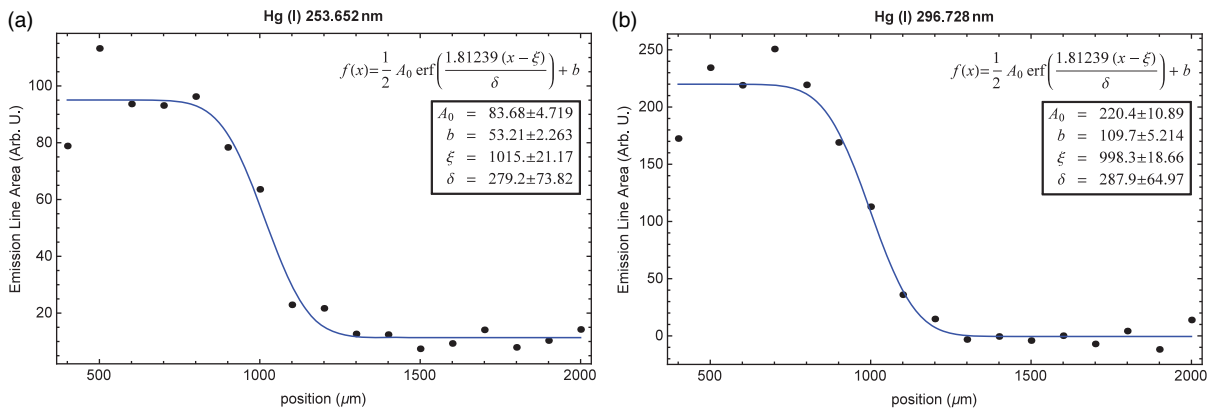 (a)
Hg (I) 253.652 nm
f(x)=1/2 A0 erf(1.81239 (x − ξ)/δ) + b
A0 = 83.68±4.719
b = 53.21±2.263
ξ = 1015.±21.17
δ = 279.2±73.82
Emission Line Area (Arb. U.)
100
80
60
40
20
500 1000 1500 2000
position (μm)
(b)
Hg (I) 296.728 nm
f(x)=1/2 A0 erf(1.81239 (x − ξ)/δ) + b
A0 = 220.4±10.89
b = 109.7±5.214
ξ = 998.3±18.66
δ = 287.9±64.97
Emission Line Area (Arb. U.)
250
200
150
100
50
0
500 1000 1500 2000
position (μm)